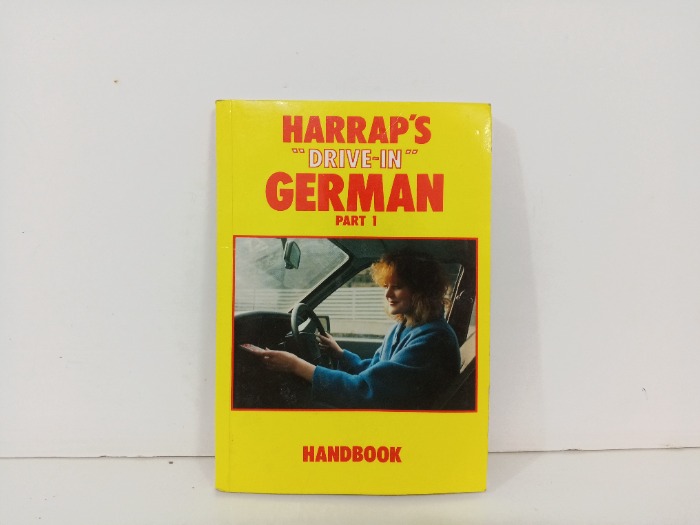 HARRAP'S
"DRIVE-IN"
GERMAN
PART 1
HANDBOOK